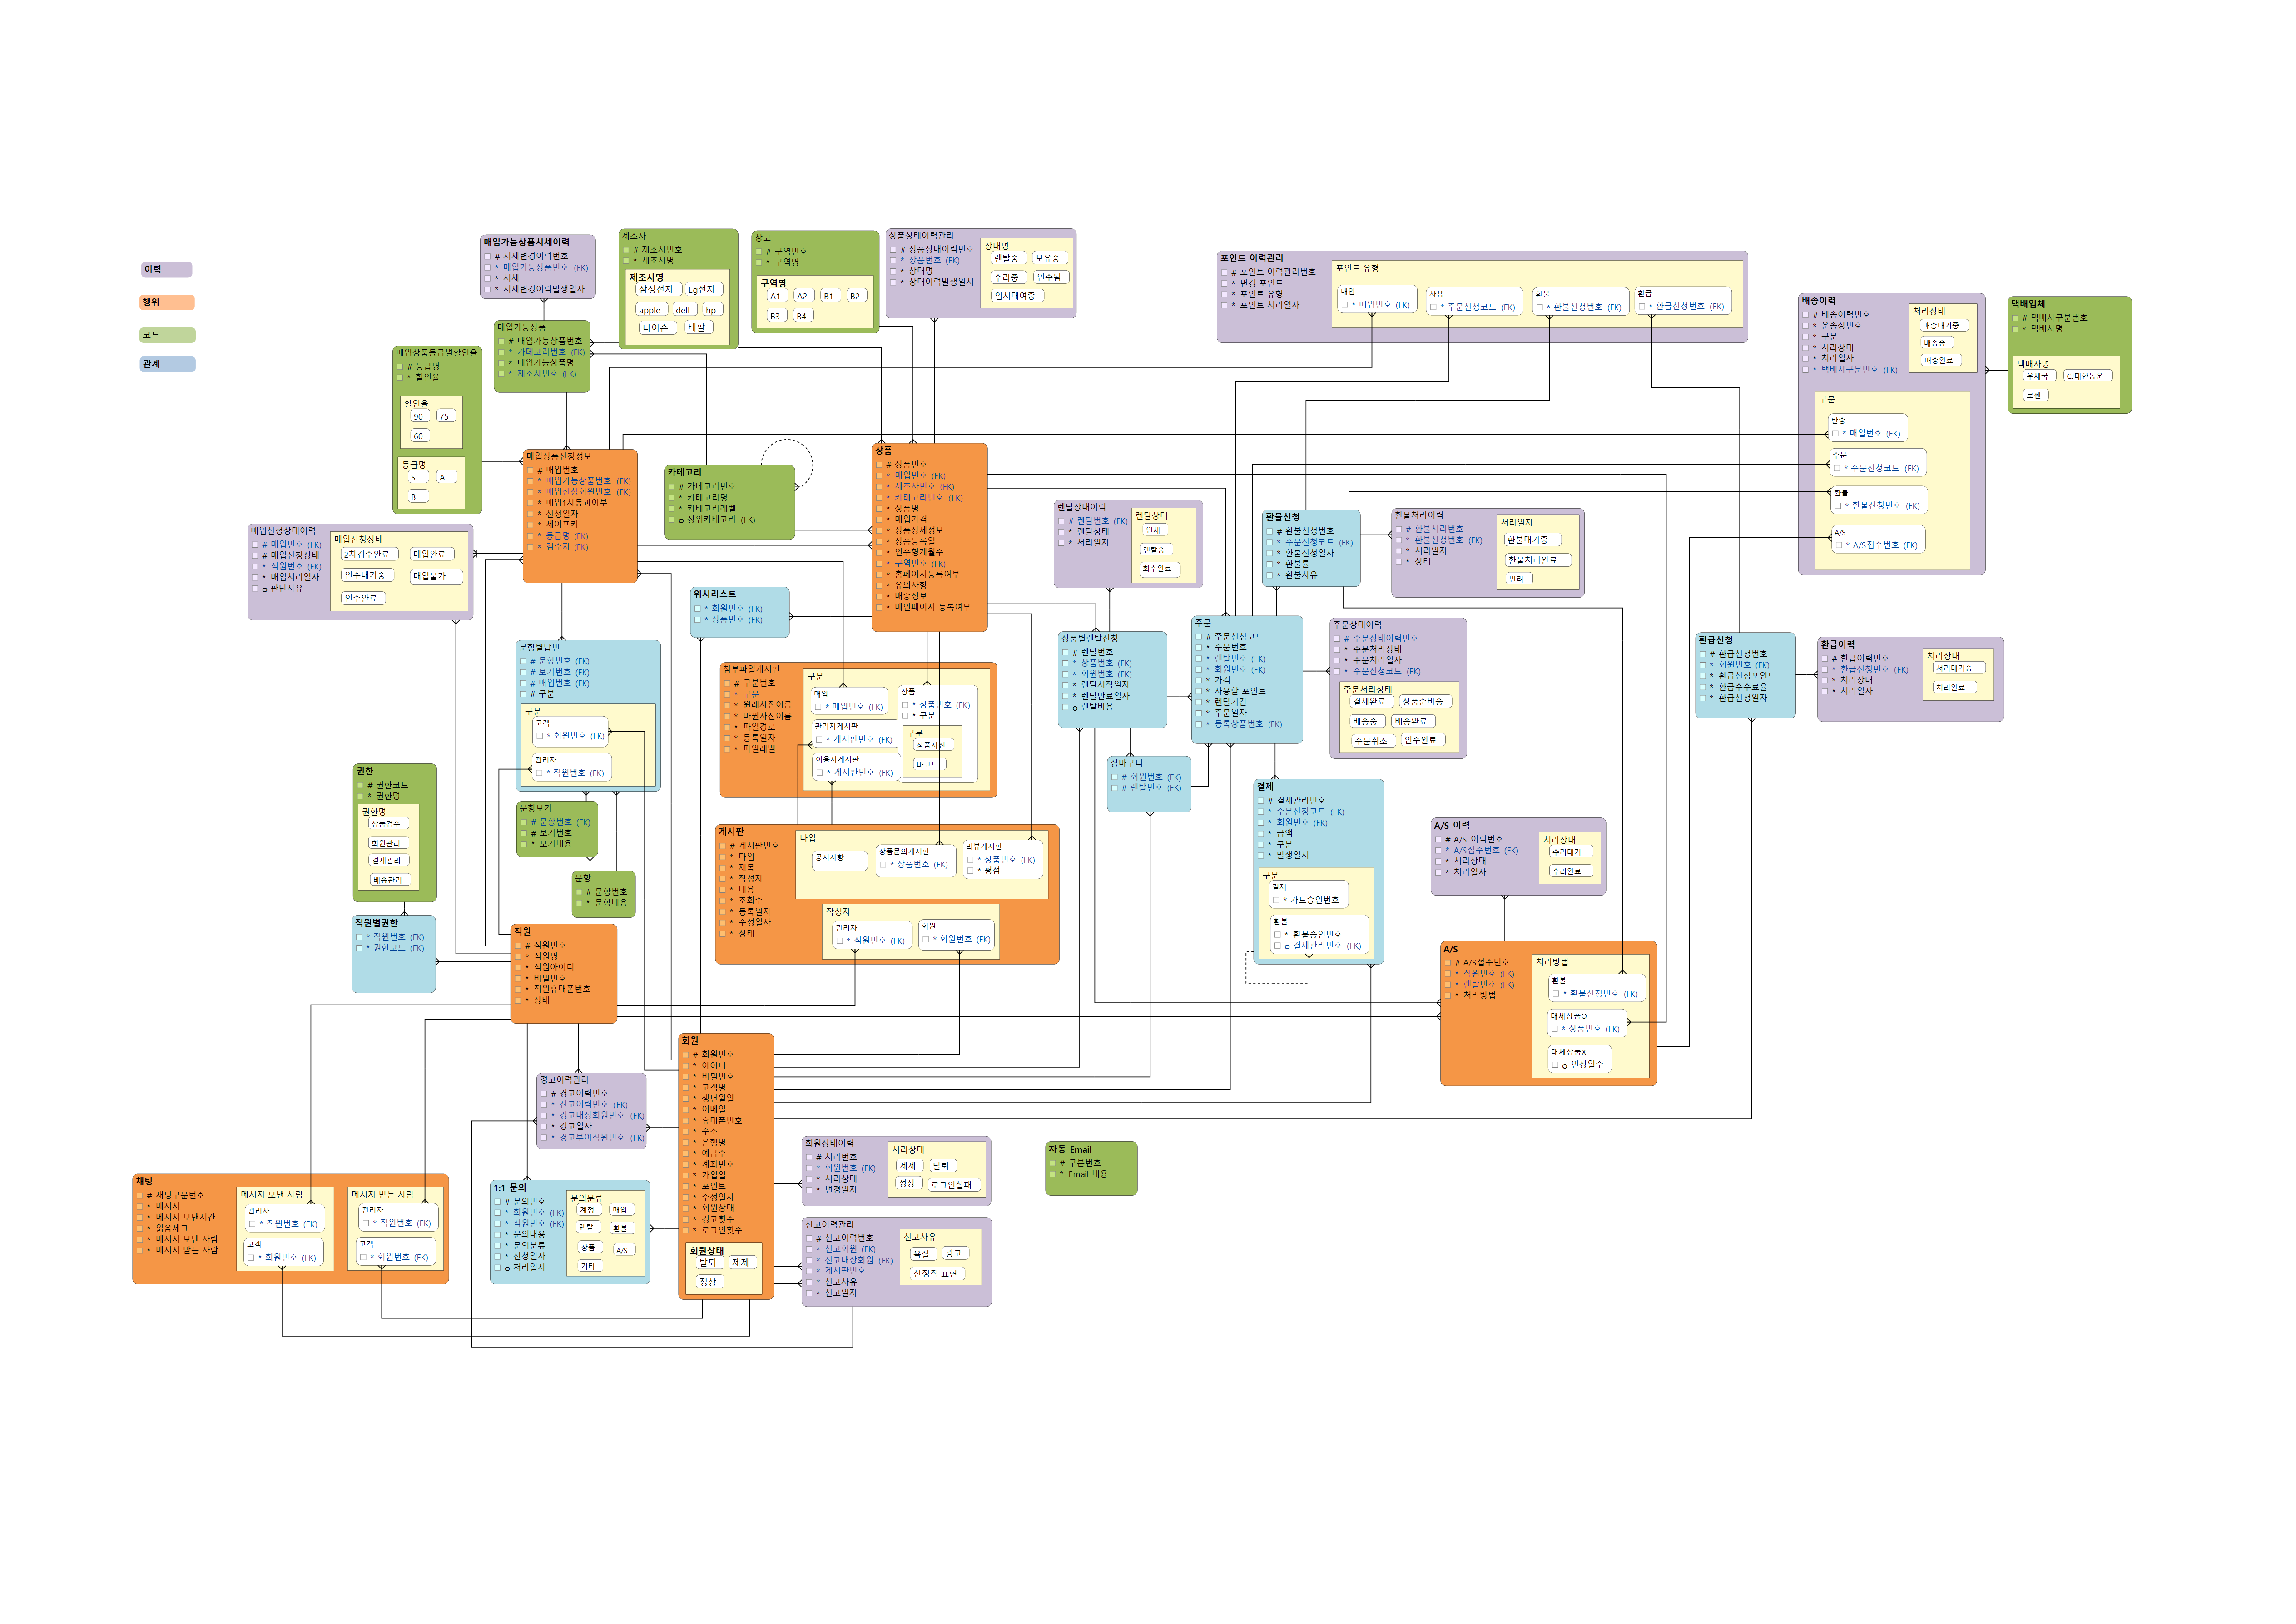 이력
행위
코드
관계
매입가능상품시세이력
# 시세변경이력번호
* 매입가능상품번호 (FK)
* 시세
* 시세변경이력발생일자
제조사
# 제조사번호
* 제조사명
제조사명
삼성전자 Lg전자
apple dell hp
다이슨 테팔
창고
# 구역번호
* 구역명
구역명
A1 A2 B1 B2
B3 B4
상품상태이력관리
# 상품상태이력번호
* 상품번호 (FK)
* 상태명
* 상태이력발생일시
상태명
렌탈중 보유중
수리중 인수됨
임시대여중
포인트 이력관리
# 포인트 이력관리번호
* 변경 포인트
* 포인트 유형
* 포인트 처리일자
포인트 유형
매입
* 매입번호 (FK)
사용
* 주문신청코드 (FK)
환불
* 환불신청번호 (FK)
환급
* 환급신청번호 (FK)
배송이력
# 배송이력번호
* 운송장번호
* 구분
* 처리상태
* 처리일자
* 택배사구분번호 (FK)
처리상태
배송대기중
배송중
배송완료
구분
반송
* 매입번호 (FK)
주문
* 주문신청코드 (FK)
환불
* 환불신청번호 (FK)
A/S
* A/S접수번호 (FK)
택배업체
# 택배사구분번호
* 택배사명
택배사명
우체국 CJ대한통운
로젠
매입가능상품
# 매입가능상품번호
* 카테고리번호 (FK)
* 매입가능상품명
* 제조사번호 (FK)
매입상품등급별할인율
# 등급명
* 할인율
할인율
90 75
60
등급명
S A
B
매입상품신청정보
# 매입번호
* 매입가능상품번호 (FK)
* 매입신청회원번호 (FK)
* 매입1차통과여부
* 신청일자
* 세이프키
* 등급명 (FK)
* 검수자 (FK)
카테고리
# 카테고리번호
* 카테고리명
* 카테고리레벨
o 상위카테고리 (FK)
상품
# 상품번호
* 매입번호 (FK)
* 제조사번호 (FK)
* 카테고리번호 (FK)
* 상품명
* 매입가격
* 상품상세정보
* 상품등록일
* 인수형개월수
* 구역번호 (FK)
* 홈페이지등록여부
* 유의사항
* 배송정보
* 메인페이지 등록여부
매입신청상태이력
# 매입번호 (FK)
# 매입신청상태
* 직원번호 (FK)
* 매입처리일자
o 판단사유
매입신청상태
2차검수완료 매입완료
인수대기중 매입불가
인수완료
렌탈상태이력
# 렌탈번호 (FK)
* 렌탈상태
* 처리일자
렌탈상태
연체
렌탈중
회수완료
환불신청
# 환불신청번호
* 주문신청코드 (FK)
* 환불신청일자
* 환불률
* 환불사유
환불처리이력
# 환불처리번호
* 환불신청번호 (FK)
* 처리일자
* 상태
처리일자
환불대기중
환불처리완료
반려
위시리스트
* 회원번호 (FK)
* 상품번호 (FK)
문항별답변
# 문항번호 (FK)
# 보기번호 (FK)
# 매입번호 (FK)
# 구분
구분
고객
* 회원번호 (FK)
관리자
* 직원번호 (FK)
첨부파일게시판
# 구분번호
* 구분
* 원래사진이름
* 바뀐사진이름
* 파일경로
* 등록일자
* 파일레벨
구분
매입
* 매입번호 (FK)
관리자게시판
* 게시판번호 (FK)
이용자게시판
* 게시판번호 (FK)
상품
* 상품번호 (FK)
* 구분
구분
상품사진
바코드
상품별렌탈신청
# 렌탈번호
* 상품번호 (FK)
* 회원번호 (FK)
* 렌탈시작일자
* 렌탈만료일자
o 렌탈비용
주문
# 주문신청코드
* 주문번호
* 렌탈번호 (FK)
* 회원번호 (FK)
* 가격
* 사용할 포인트
* 렌탈기간
* 주문일자
* 등록상품번호 (FK)
주문상태이력
# 주문상태이력번호
* 주문처리상태
* 주문처리일자
* 주문신청코드 (FK)
주문처리상태
결제완료 상품준비중
배송중 배송완료
주문취소 인수완료
환급신청
# 환급신청번호
* 회원번호 (FK)
* 환급신청포인트
* 환급수수료율
* 환급신청일자
환급이력
# 환급이력번호
* 환급신청번호 (FK)
* 처리상태
* 처리일자
처리상태
처리대기중
처리완료
장바구니
# 회원번호 (FK)
# 렌탈번호 (FK)
권한
# 권한코드
* 권한명
권한명
상품검수
회원관리
결제관리
배송관리
문항보기
# 문항번호 (FK)
# 보기번호
* 보기내용
문항
# 문항번호
* 문항내용
게시판
# 게시판번호
* 타입
* 제목
* 작성자
* 내용
* 조회수
* 등록일자
* 수정일자
* 상태
타입
공지사항
상품문의게시판
* 상품번호 (FK)
리뷰게시판
* 상품번호 (FK)
* 평점
작성자
관리자
* 직원번호 (FK)
회원
* 회원번호 (FK)
결제
# 결제관리번호
* 주문신청코드 (FK)
* 회원번호 (FK)
* 금액
* 구분
* 발생일시
구분
결제
* 카드승인번호
환불
* 환불승인번호
o 결제관리번호 (FK)
A/S 이력
# A/S 이력번호
* A/S접수번호 (FK)
* 처리상태
* 처리일자
처리상태
수리대기
수리완료
직원별권한
* 직원번호 (FK)
* 권한코드 (FK)
직원
# 직원번호
* 직원명
* 직원아이디
* 비밀번호
* 직원휴대폰번호
* 상태
A/S
# A/S접수번호
* 직원번호 (FK)
* 렌탈번호 (FK)
* 처리방법
처리방법
환불
* 환불신청번호 (FK)
대체상품O
* 상품번호 (FK)
대체상품X
o 연장일수
회원
# 회원번호
* 아이디
* 비밀번호
* 고객명
* 생년월일
* 이메일
* 휴대폰번호
* 주소
* 은행명
* 예금주
* 계좌번호
* 가입일
* 포인트
* 수정일자
* 회원상태
* 경고횟수
* 로그인횟수
회원상태
탈퇴 제제
정상
경고이력관리
# 경고이력번호
* 신고이력번호 (FK)
* 경고대상회원번호 (FK)
* 경고일자
* 경고부여직원번호 (FK)
회원상태이력
# 처리번호
* 회원번호 (FK)
* 처리상태
* 변경일자
처리상태
제제 탈퇴
정상 로그인실패
자동 Email
# 구분번호
* Email 내용
채팅
# 채팅구분번호
* 메시지
* 메시지 보낸시간
* 읽음체크
* 메시지 보낸 사람
* 메시지 받는 사람
메시지 보낸 사람
관리자
* 직원번호 (FK)
고객
* 회원번호 (FK)
메시지 받는 사람
관리자
* 직원번호 (FK)
고객
* 회원번호 (FK)
1:1 문의
# 문의번호
* 회원번호 (FK)
* 직원번호 (FK)
* 문의내용
* 문의분류
* 신청일자
o 처리일자
문의분류
계정 매입
렌탈 환불
상품 A/S
기타
신고이력관리
# 신고이력번호
* 신고회원 (FK)
* 신고대상회원 (FK)
* 게시판번호
* 신고사유
* 신고일자
신고사유
욕설 광고
선정적 표현